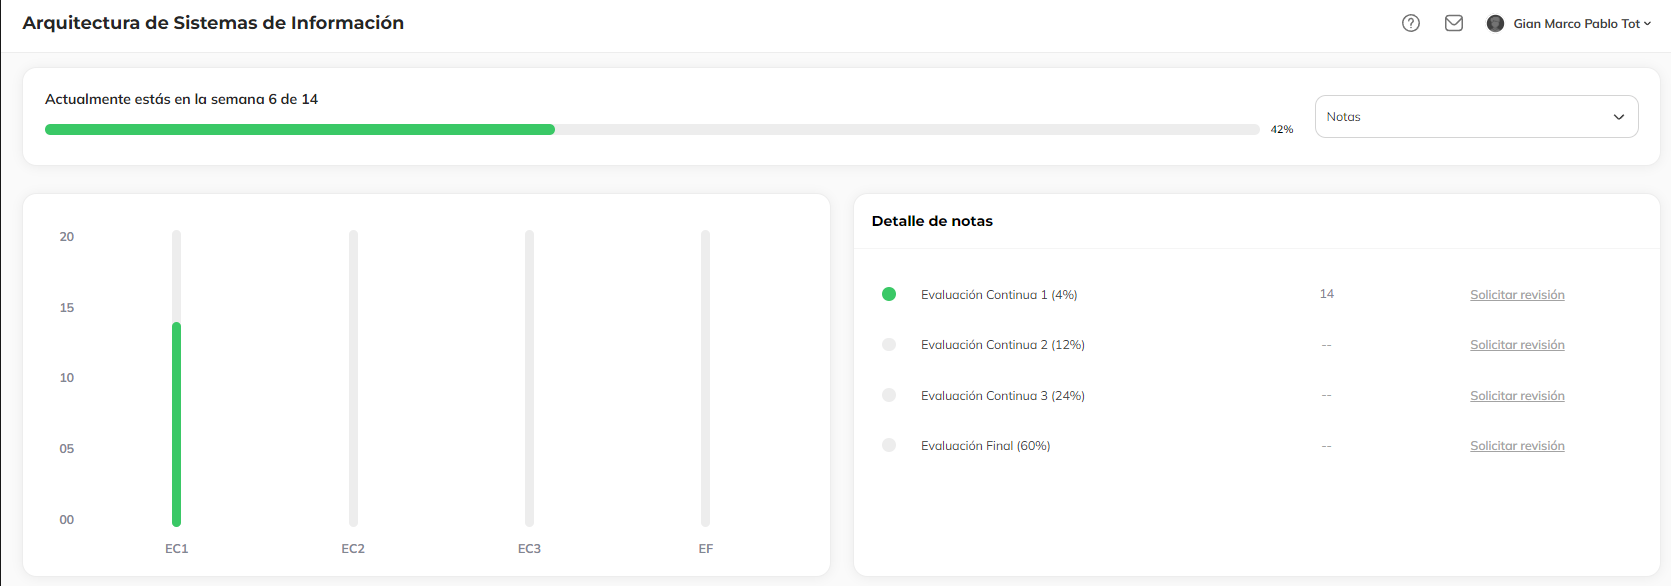 Arquitectura de Sistemas de Información
Gian Marco Pablo Tot
Actualmente estás en la semana 6 de 14
42%
Notas
20
15
10
05
00
EC1 EC2 EC3 EF
Detalle de notas
Evaluación Continua 1 (4%) 14 Solicitar revisión
Evaluación Continua 2 (12%) -- Solicitar revisión
Evaluación Continua 3 (24%) -- Solicitar revisión
Evaluación Final (60%) -- Solicitar revisión